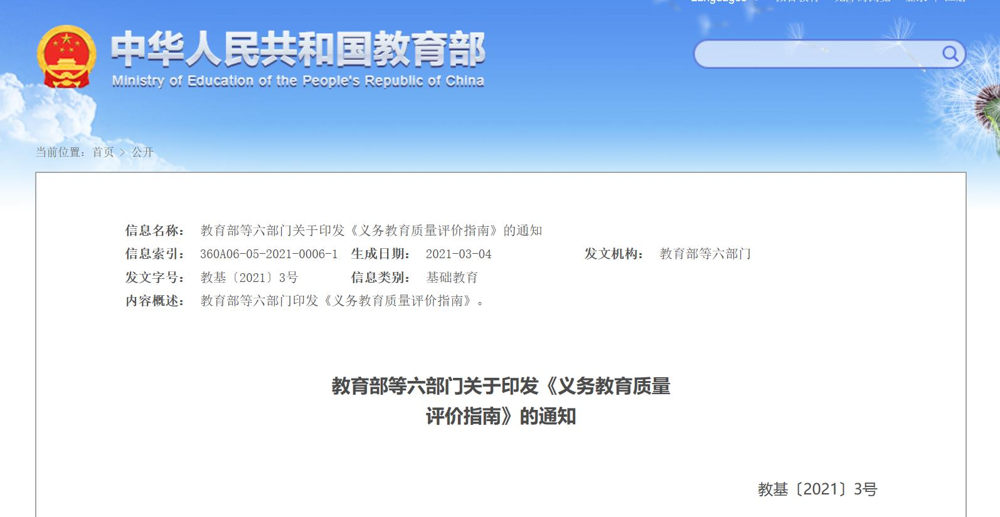 中华人民共和国教育部
Ministry of Education of the People's Republic of China
当前位置：首页 > 公开
信息名称： 教育部等六部门关于印发《义务教育质量评价指南》的通知
信息索引： 360A06-05-2021-0006-1 生成日期： 2021-03-04 发文机构： 教育部等六部门
发文字号： 教基〔2021〕3号 信息类别： 基础教育
内容概述： 教育部等六部门印发《义务教育质量评价指南》。
教育部等六部门关于印发《义务教育质量
评价指南》的通知
教基〔2021〕3号